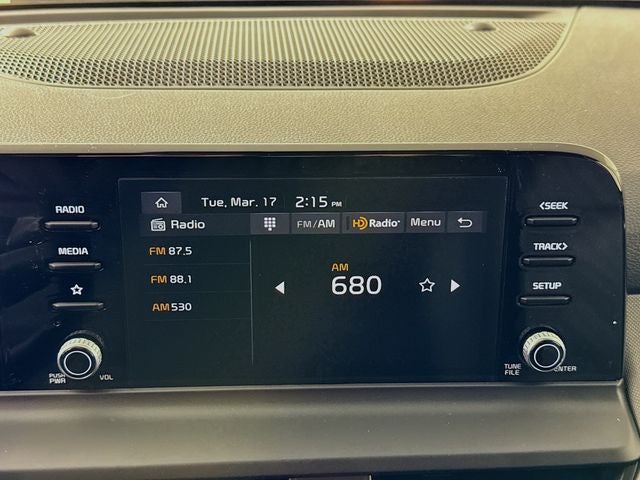 Tue, Mar. 17 2:15 PM
Radio FM/AM HD Radio Menu
FM 87.5
FM 88.1
AM 530
AM
680
RADIO
MEDIA
PUSH PWR
VOL
<SEEK
TRACK>
SETUP
TUNE FILE
ENTER